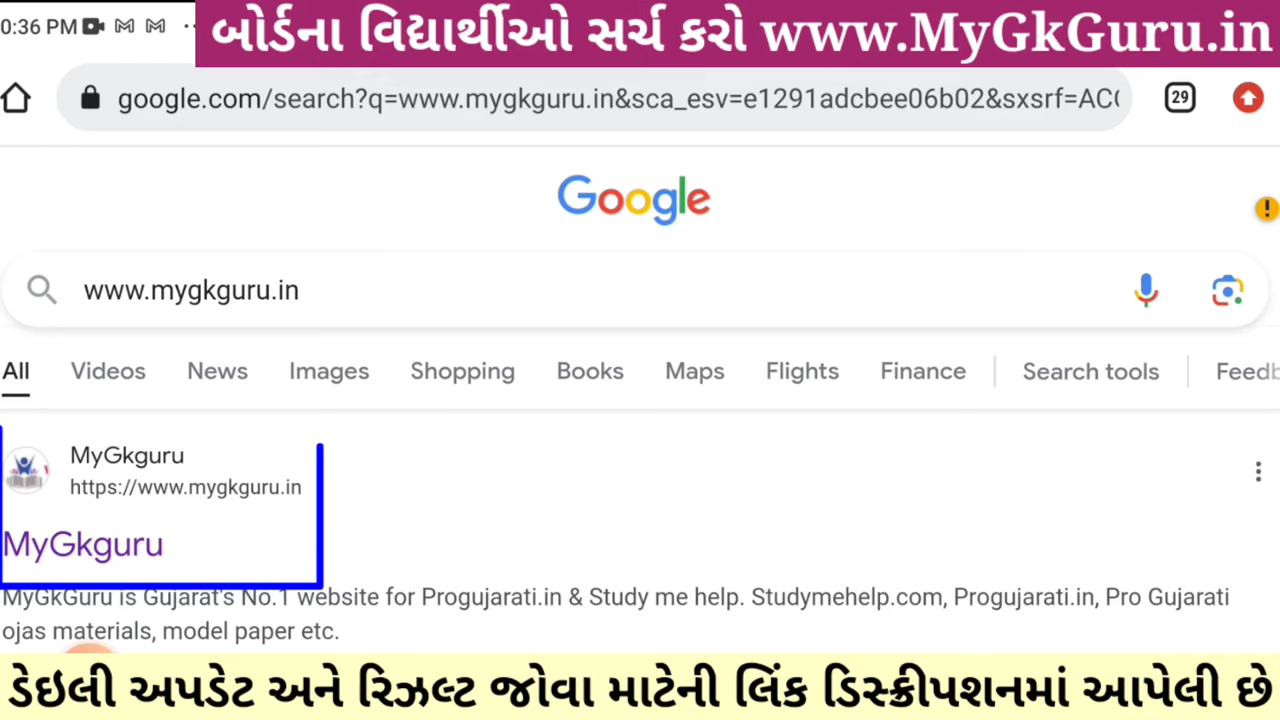 0:36 PM
બોર્ડના વિદ્યાર્થીઓ સર્ચ કરો www.MyGkGuru.in
google.com/search?q=www.mygkguru.in&sca_esv=e1291adcbee06b02&sxsrf=AC
29
Google
www.mygkguru.in
All Videos News Images Shopping Books Maps Flights Finance Search tools Feedb
MyGkguru
https://www.mygkguru.in
MyGkguru
MyGkGuru is Gujarat's No.1 website for Progujarati.in & Study me help. Studymehelp.com, Progujarati.in, Pro Gujarati
ojas materials, model paper etc.
ડેઇલી અપડેટ અને રિઝલ્ટ જોવા માટેની લિંક ડિસ્ક્રીપશનમાં આપેલી છે